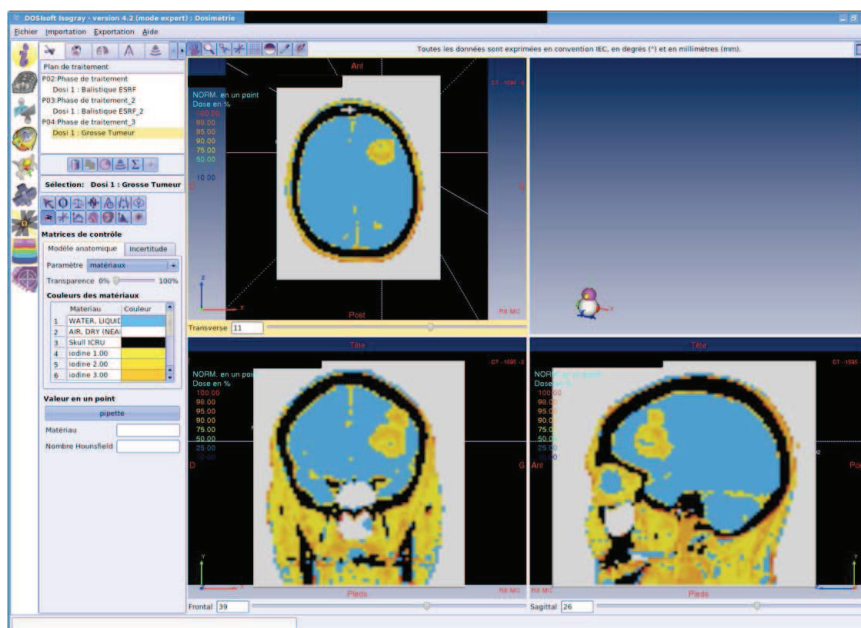 DOSIsoft Isogray - version 4.2 (mode expert) : Dosimétrie
Fichier Importation Exportation Aide
Toutes les données sont exprimées en convention IEC, en degrés (°) et en millimètres (mm).
Plan de traitement
P02:Phase de traitement
Dosi 1 : Balistique ESRF
P03:Phase de traitement_2
Dosi 1 : Balistique ESRF_2
P04:Phase de traitement_3
Dosi 1 : Grosse Tumeur
Sélection: Dosi 1 : Grosse Tumeur
Matrices de contrôle
Modèle anatomique Incertitude
Paramètre matériaux
Transparence 0% 100%
Couleurs des matériaux
Materiau Couleur
1 WATER, LIQUID
2 AIR, DRY (NEAI
3 Skull ICRU
4 iodine 1.00
5 iodine 2.00
6 iodine 3.00
Valeur en un point
pipette
Matériau
Nombre Hounsfield
Ant
NORM. en un point
Dose en %
100.00
98.00
95.00
90.00
75.00
50.00
10.00
Post
Transverse 11
Tête
NORM. en un point
Dose en %
100.00
98.00
95.00
90.00
75.00
50.00
25.00
D
G
Pieds
Frontal 39
Tête
NORM. en un point
Dose en %
100.00
98.00
95.00
90.00
75.00
50.00
25.00
Ant
Pieds
Sagittal 26